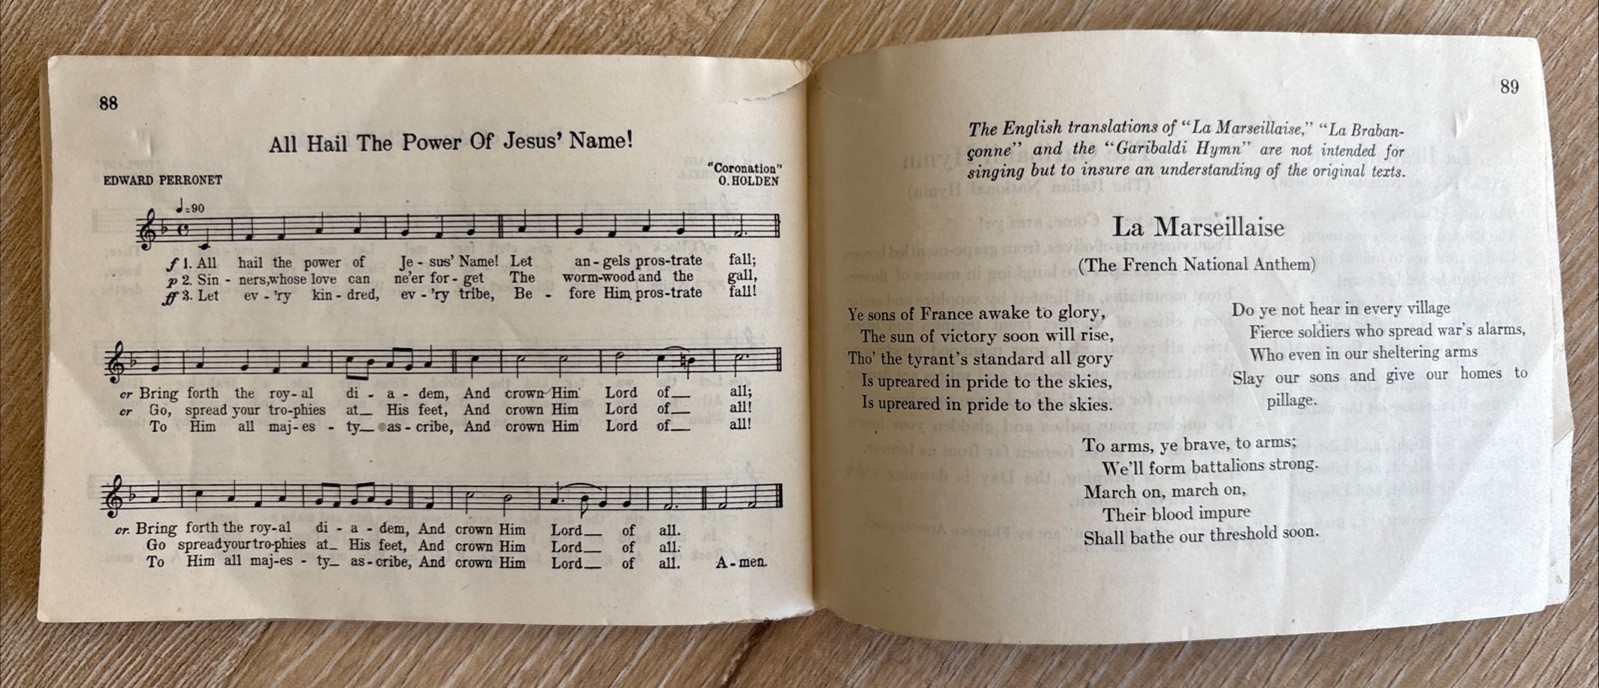 88
All Hail The Power Of Jesus' Name!
"Coronation"
EDWARD PERRONET
O. HOLDEN
♩=90
f 1. All hail the power of Je - sus' Name! Let an - gels pros-trate fall;
p 2. Sin - ners, whose love can ne'er for - get The worm-wood and the gall,
ff 3. Let ev - 'ry kin - dred, ev - 'ry tribe, Be - fore Him pros-trate fall!
cr Bring forth the roy - al di - a - dem, And crown Him Lord of__ all;
cr Go, spread your tro-phies at__ His feet, And crown Him Lord of__ all!
To Him all maj-es - ty__ as - cribe, And crown Him Lord of__ all!
cr. Bring forth the roy-al di - a - dem, And crown Him Lord__ of all.
Go spread your tro-phies at_ His feet, And crown Him Lord__ of all.
To Him all maj-es - ty_ as-cribe, And crown Him Lord__ of all. A-men.
89
The English translations of "La Marseillaise," "La Braban-
çonne" and the "Garibaldi Hymn" are not intended for
singing but to insure an understanding of the original texts.
La Marseillaise
(The French National Anthem)
Ye sons of France awake to glory,
The sun of victory soon will rise,
Tho' the tyrant's standard all gory
Is upreared in pride to the skies,
Is upreared in pride to the skies.
Do ye not hear in every village
Fierce soldiers who spread war's alarms,
Who even in our sheltering arms
Slay our sons and give our homes to
pillage.
To arms, ye brave, to arms;
We'll form battalions strong.
March on, march on,
Their blood impure
Shall bathe our threshold soon.